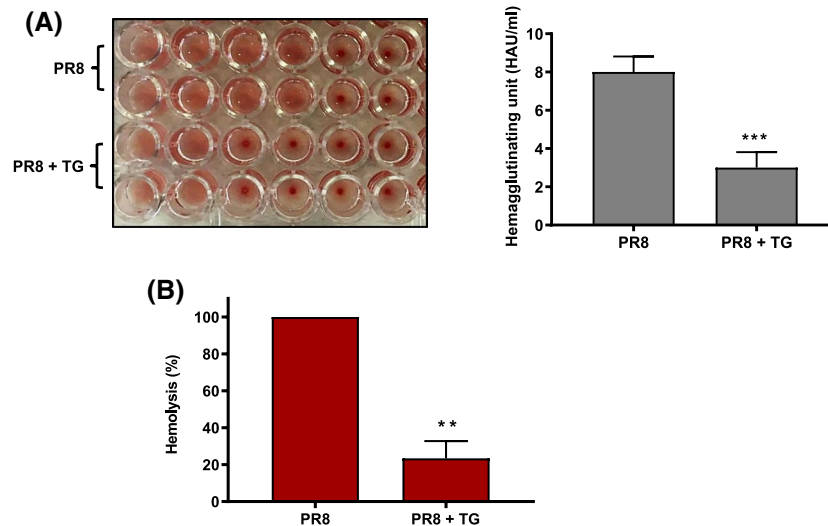 (A)
PR8
PR8 + TG
Hemagglutinating unit (HAU/ml)
10
8
6
4
2
0
***
PR8
PR8 + TG
(B)
Hemolysis (%)
100
80
60
40
20
0
**
PR8
PR8 + TG